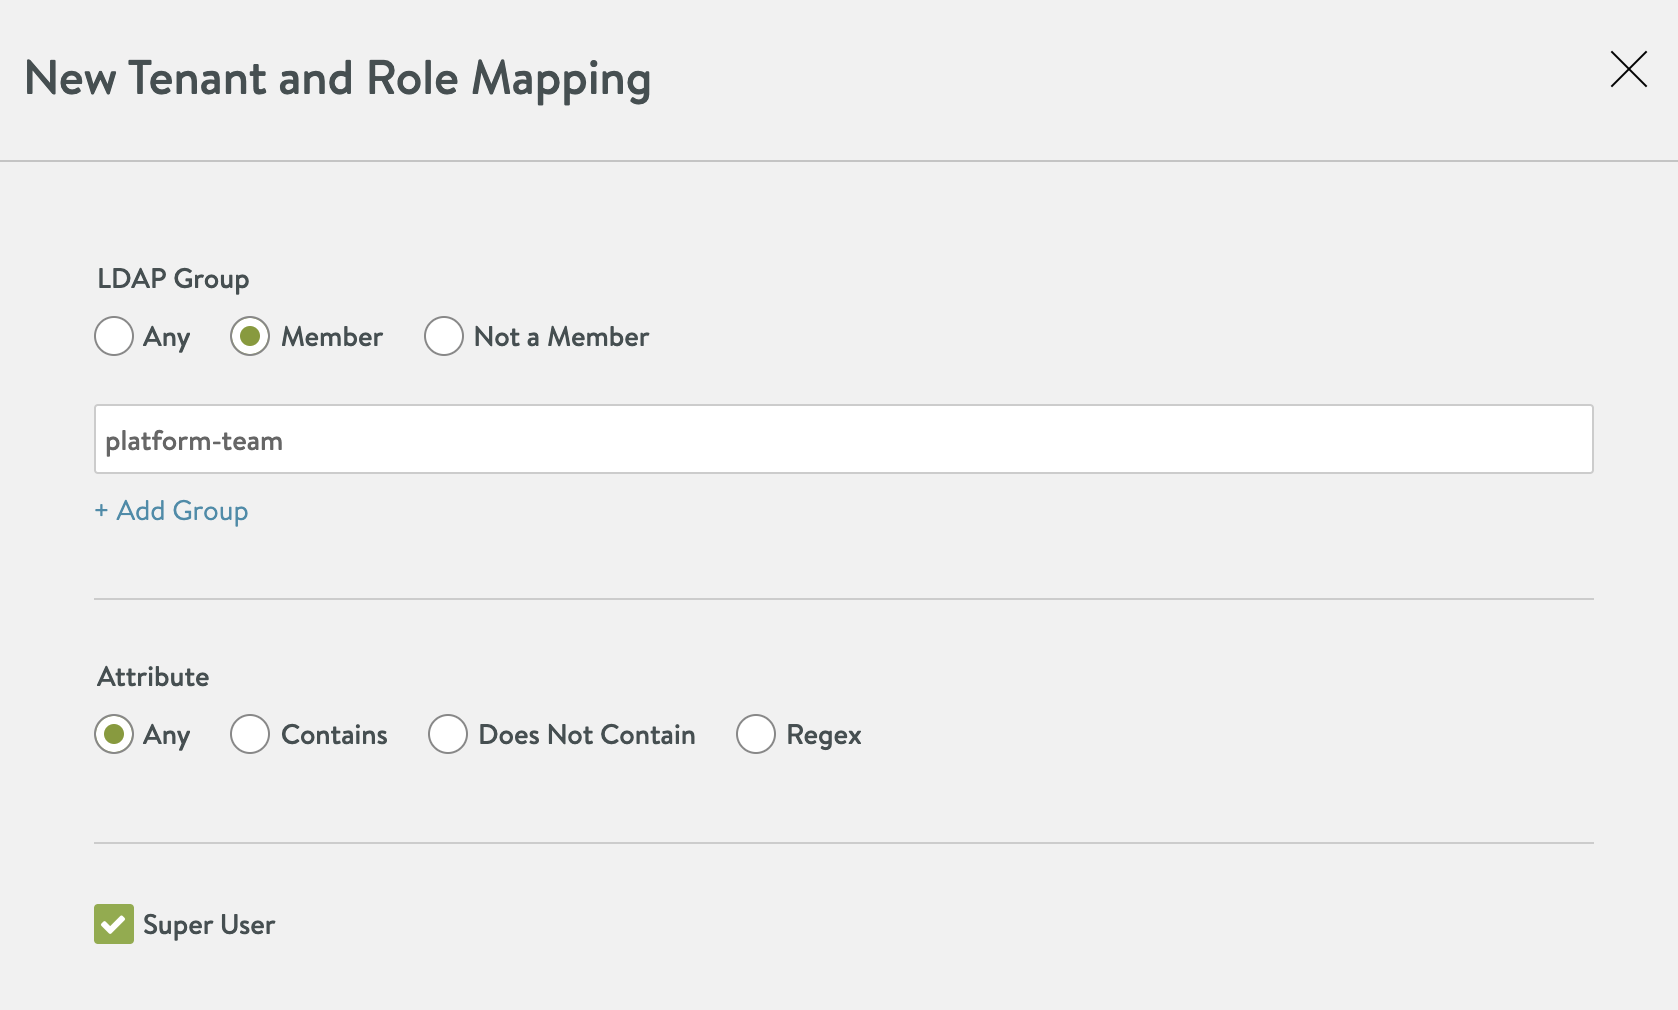 New Tenant and Role Mapping
LDAP Group
Any Member Not a Member
platform-team
+ Add Group
Attribute
Any Contains Does Not Contain Regex
Super User